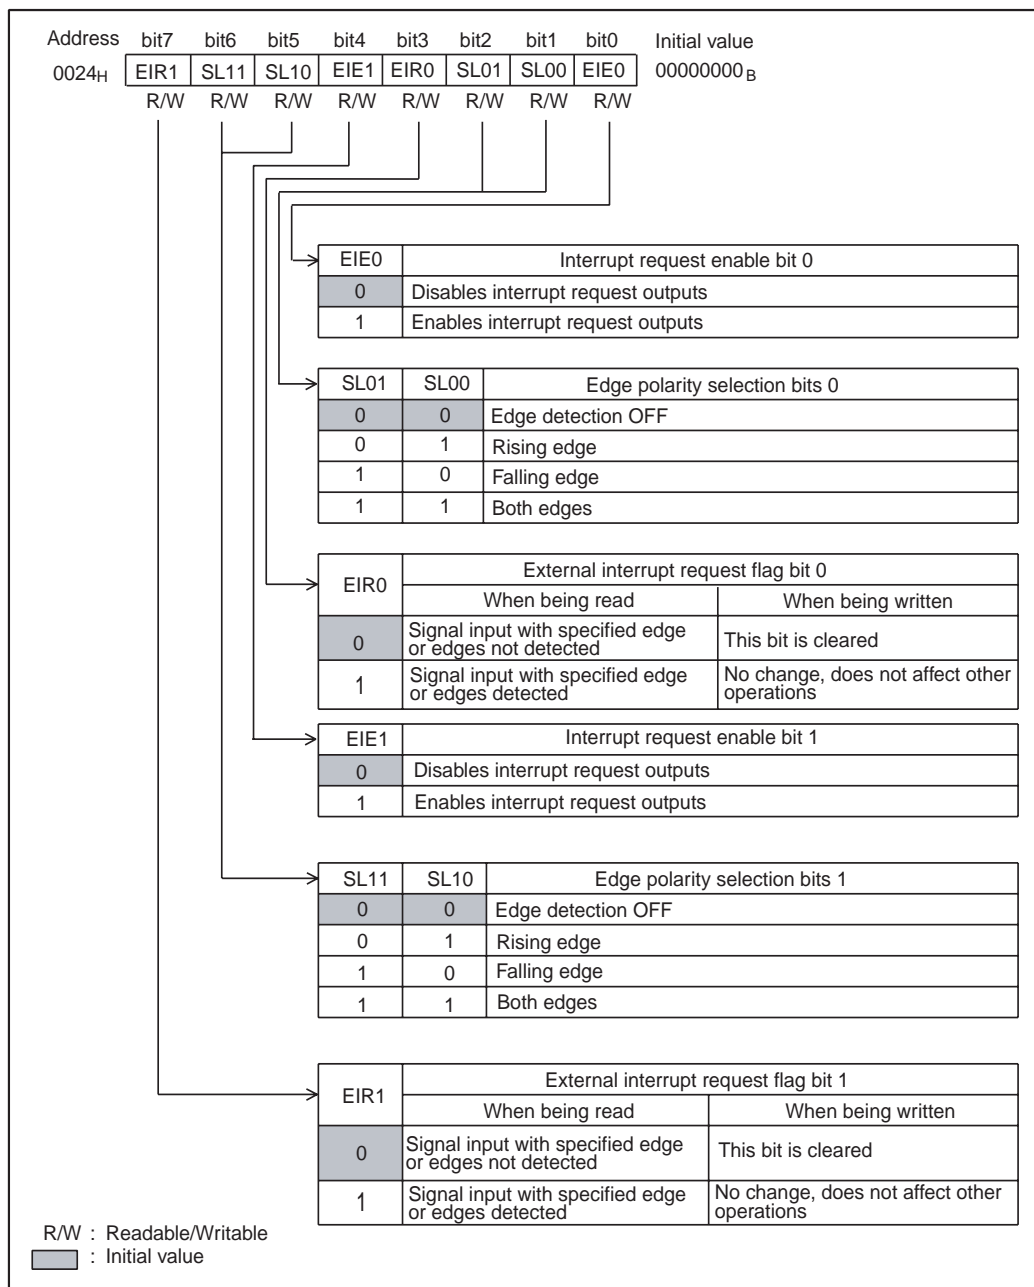 Address bit7 bit6 bit5 bit4 bit3 bit2 bit1 bit0 Initial value
0024H EIR1 SL11 SL10 EIE1 EIR0 SL01 SL00 EIE0 00000000B
R/W R/W R/W R/W R/W R/W R/W R/W
EIE0 Interrupt request enable bit 0
0 Disables interrupt request outputs
1 Enables interrupt request outputs
SL01 SL00 Edge polarity selection bits 0
0 0 Edge detection OFF
0 1 Rising edge
1 0 Falling edge
1 1 Both edges
EIR0 External interrupt request flag bit 0
When being read When being written
0 Signal input with specified edge
or edges not detected
This bit is cleared
1 Signal input with specified edge
or edges detected
No change, does not affect other
operations
EIE1 Interrupt request enable bit 1
0 Disables interrupt request outputs
1 Enables interrupt request outputs
SL11 SL10 Edge polarity selection bits 1
0 0 Edge detection OFF
0 1 Rising edge
1 0 Falling edge
1 1 Both edges
EIR1 External interrupt request flag bit 1
When being read When being written
0 Signal input with specified edge
or edges not detected
This bit is cleared
1 Signal input with specified edge
or edges detected
No change, does not affect other
operations
R/W : Readable/Writable
: Initial value